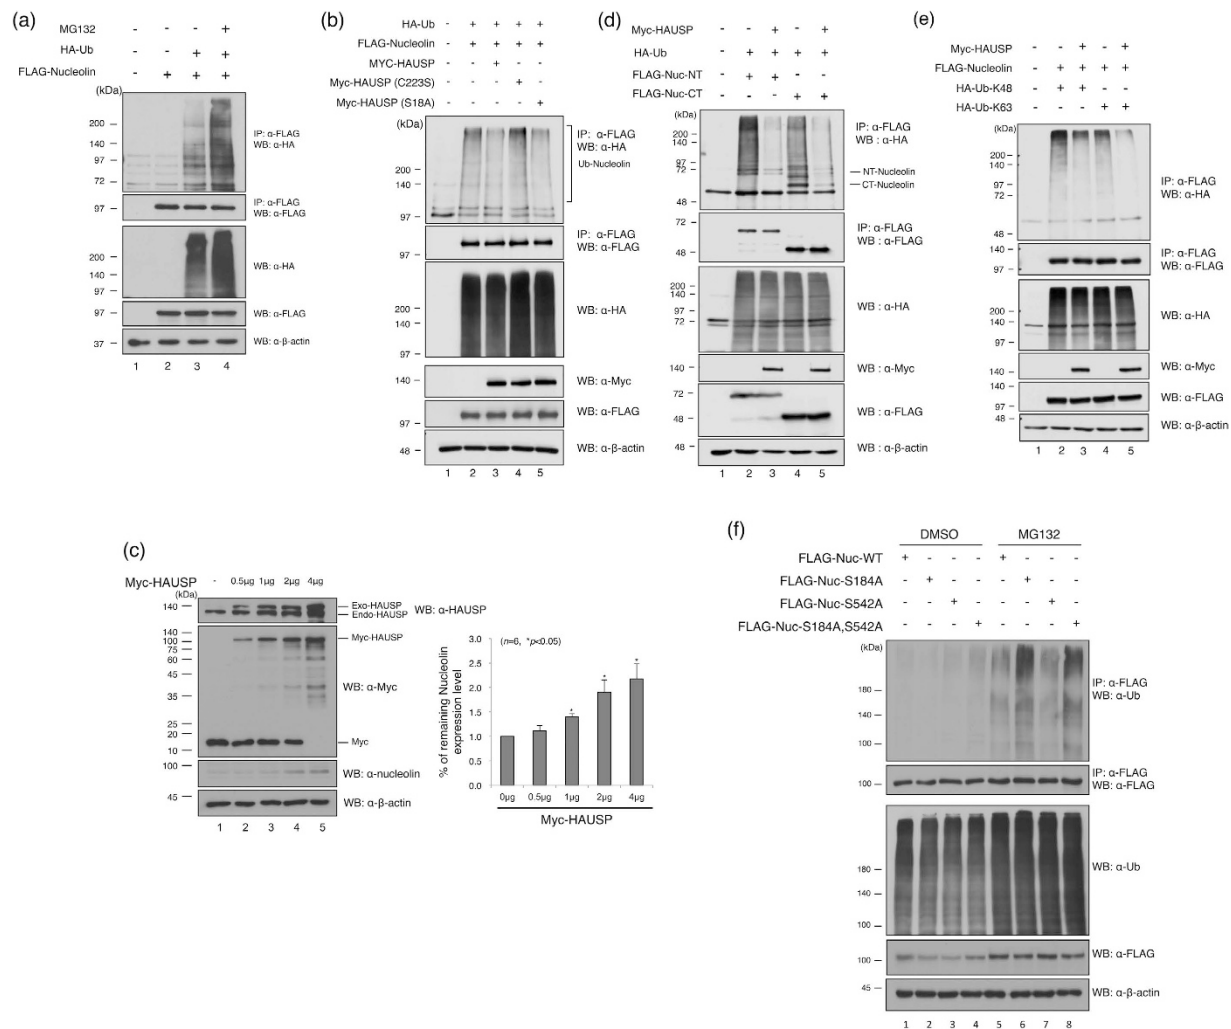 (a)
MG132 - - - +
HA-Ub - - + +
FLAG-Nucleolin - + + +
(kDa)
200
140
97
72
IP: α-FLAG
WB: α-HA
97
IP: α-FLAG
WB: α-FLAG
200
140
97
WB: α-HA
97
WB: α-FLAG
37
WB: α-β-actin
1 2 3 4
(b)
HA-Ub - + + + +
FLAG-Nucleolin - + + + +
MYC-HAUSP - - + - -
Myc-HAUSP (C223S) - - - + -
Myc-HAUSP (S18A) - - - - +
(kDa)
200
140
97
IP: α-FLAG
WB: α-HA
Ub-Nucleolin
97
IP: α-FLAG
WB: α-FLAG
200
140
97
WB: α-HA
140
WB: α-Myc
97
WB: α-FLAG
48
WB: α-β-actin
1 2 3 4 5
(d)
Myc-HAUSP - - + - +
HA-Ub - + + + +
FLAG-Nuc-NT - + + - -
FLAG-Nuc-CT - - - + +
(kDa)
200
140
97
72
48
IP: α-FLAG
WB : α-HA
NT-Nucleolin
CT-Nucleolin
72
48
IP: α-FLAG
WB : α-FLAG
200
140
97
72
WB : α-HA
140
WB : α-Myc
72
48
WB : α-FLAG
48
WB : α-β-actin
1 2 3 4 5
(e)
Myc-HAUSP - - + - +
FLAG-Nucleolin - + + + +
HA-Ub-K48 - + + - -
HA-Ub-K63 - - - + +
(kDa)
200
140
97
72
48
IP: α-FLAG
WB: α-HA
140
97
IP: α-FLAG
WB: α-FLAG
200
140
97
WB: α-HA
140
WB: α-Myc
140
97
WB: α-FLAG
48
WB: α-β-actin
1 2 3 4 5
(c)
Myc-HAUSP - 0.5μg 1μg 2μg 4μg
(kDa)
140
Exo-HAUSP
Endo-HAUSP
WB: α-HAUSP
140
100
75
60
45
35
25
20
15
10
Myc-HAUSP
WB: α-Myc
Myc
100
WB: α-nucleolin
45
WB: α-β-actin
1 2 3 4 5
% of remaining Nucleolin
expression level
3.0
2.5
2.0
1.5
1.0
0.5
0.0
(n=6, *p<0.05)
* * *
0μg 0.5μg 1μg 2μg 4μg
Myc-HAUSP
(f)
DMSO MG132
FLAG-Nuc-WT + - - - + - - -
FLAG-Nuc-S184A - + - - - + - -
FLAG-Nuc-S542A - - + - - - + -
FLAG-Nuc-S184A,S542A - - - + - - - +
(kDa)
180
140
100
IP: α-FLAG
WB: α-Ub
100
IP: α-FLAG
WB: α-FLAG
180
140
100
WB: α-Ub
100
WB: α-FLAG
45
WB: α-β-actin
1 2 3 4 5 6 7 8